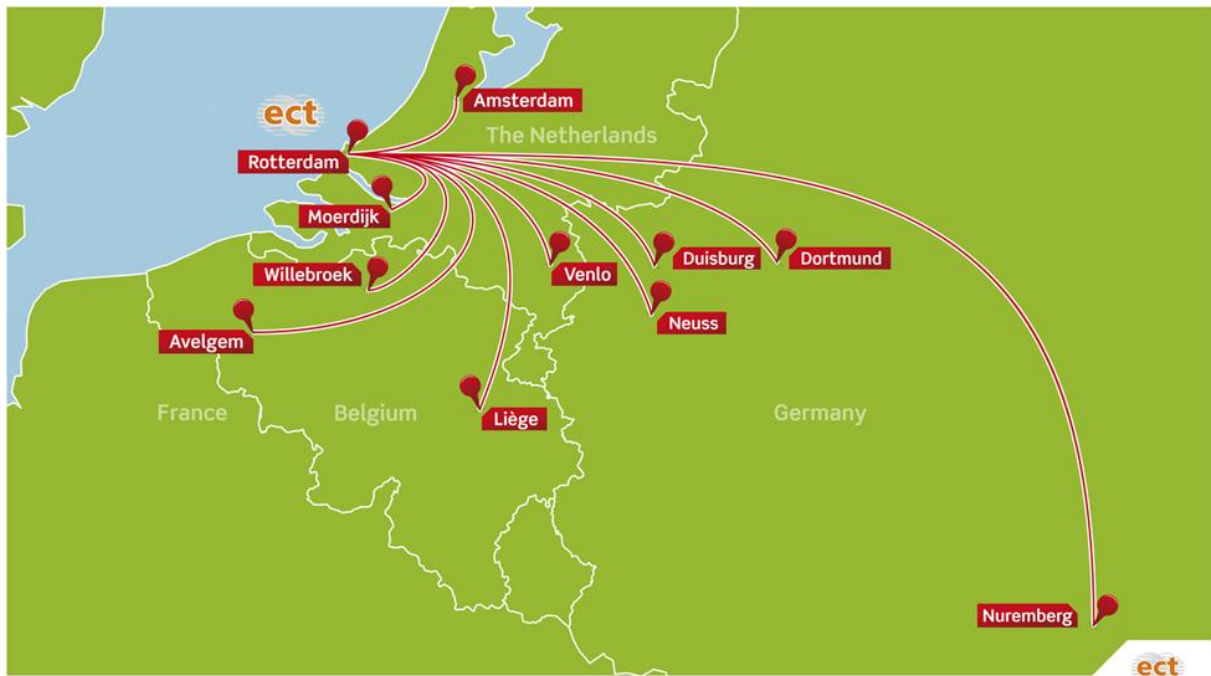 Amsterdam
ect
The Netherlands
Rotterdam
Moerdijk
Willebroek
Venlo
Duisburg
Dortmund
Neuss
Avelgem
France
Belgium
Liège
Germany
Nuremberg
ect